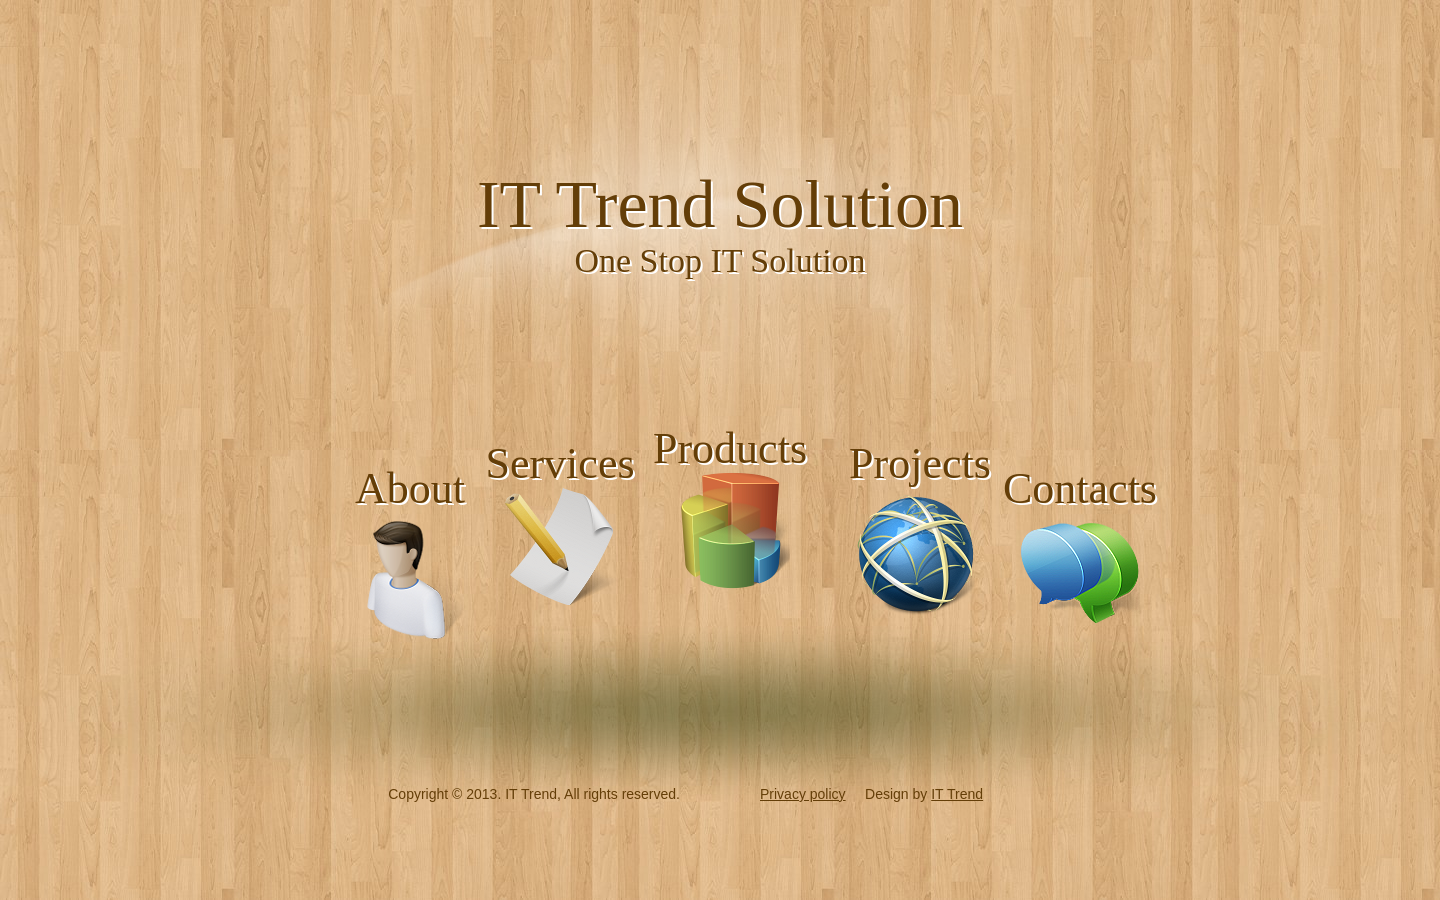 IT Trend Solution
One Stop IT Solution
About
Services
Products
Projects
Contacts
Copyright © 2013. IT Trend, All rights reserved. Privacy policy Design by IT Trend